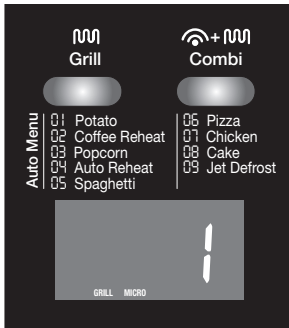 Grill
+
Combi
Auto Menu
01 Potato
02 Coffee Reheat
03 Popcorn
04 Auto Reheat
05 Spaghetti
06 Pizza
07 Chicken
08 Cake
09 Jet Defrost
1
GRILL MICRO